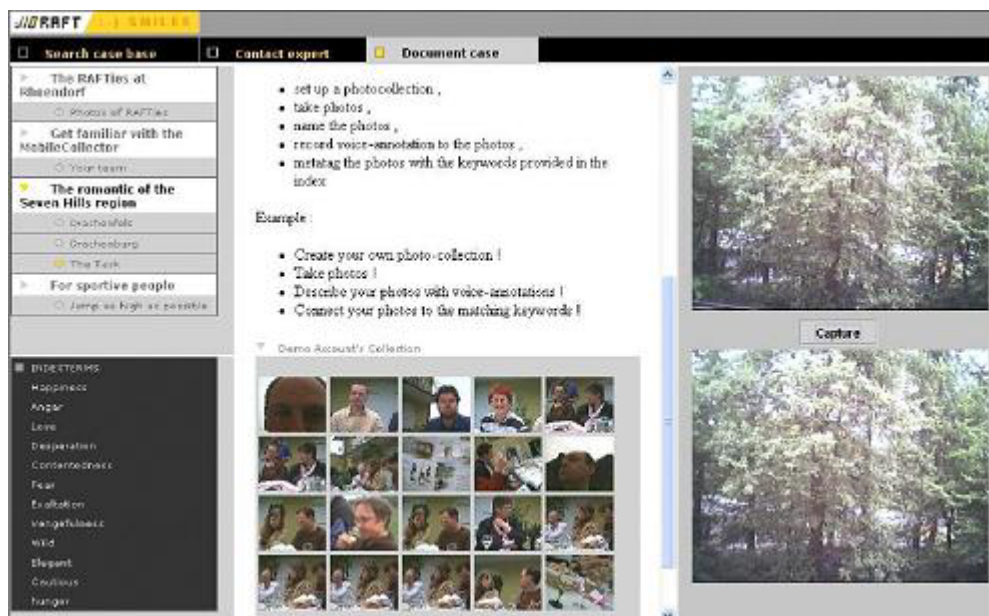 RAFT
SMILEX
Search case base
Contact expert
Document case
The RAFTies at
Rhuendorf
Photos of RAFTies
Get familiar with the
MobileCollector
Your team
The romantic of the
Seven Hills region
Drachenfels
Drachenburg
The Task
For sportive people
Jump as high as possible
INDEXTERMS
Happiness
Anger
Love
Desperation
Contentedness
Fear
Exaltation
Vengefulness
Wild
Elegant
Cautious
hunger
set up a photocollection ,
take photos ,
name the photos ,
record voice-annotation to the photos ,
metatag the photos with the keywords provided in the
index
Example :
Create your own photo-collection !
Take photos !
Describe your photos with voice-annotations !
Connect your photos to the matching keywords !
Demo Account's Collection
Capture